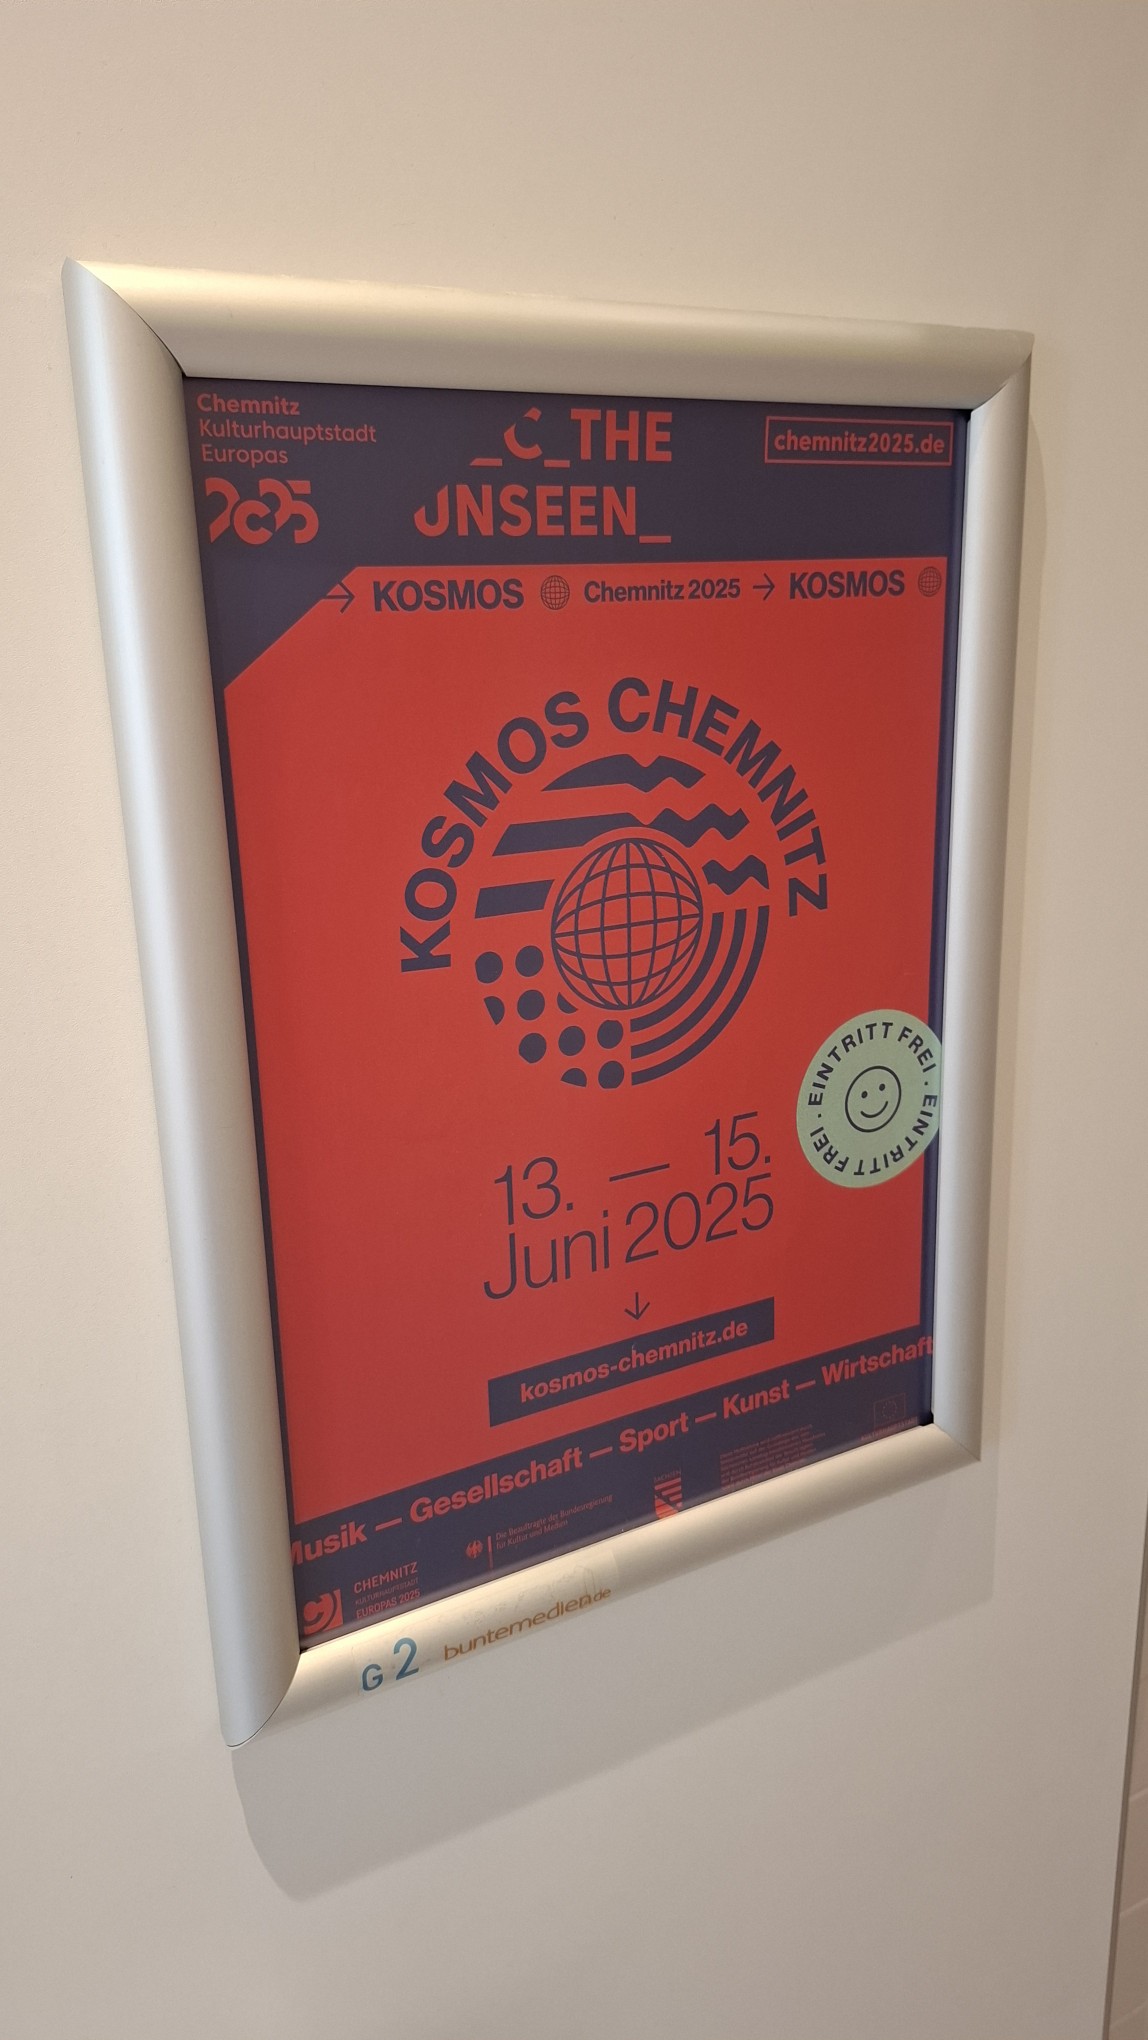 Chemnitz
Kulturhauptstadt
Europas
2025
_C_THE
UNSEEN_
chemnitz2025.de
→ KOSMOS Chemnitz 2025 → KOSMOS
KOSMOS CHEMNITZ
EINTRITT FREI · EINTRITT FREI ·
13. — 15.
Juni 2025
↓
kosmos-chemnitz.de
Musik — Gesellschaft — Sport — Kunst — Wirtschaft
CHEMNITZ
KULTURHAUPTSTADT
EUROPAS 2025
Die Beauftragte der Bundesregierung
für Kultur und Medien
SACHSEN
G 2 buntemedien.de